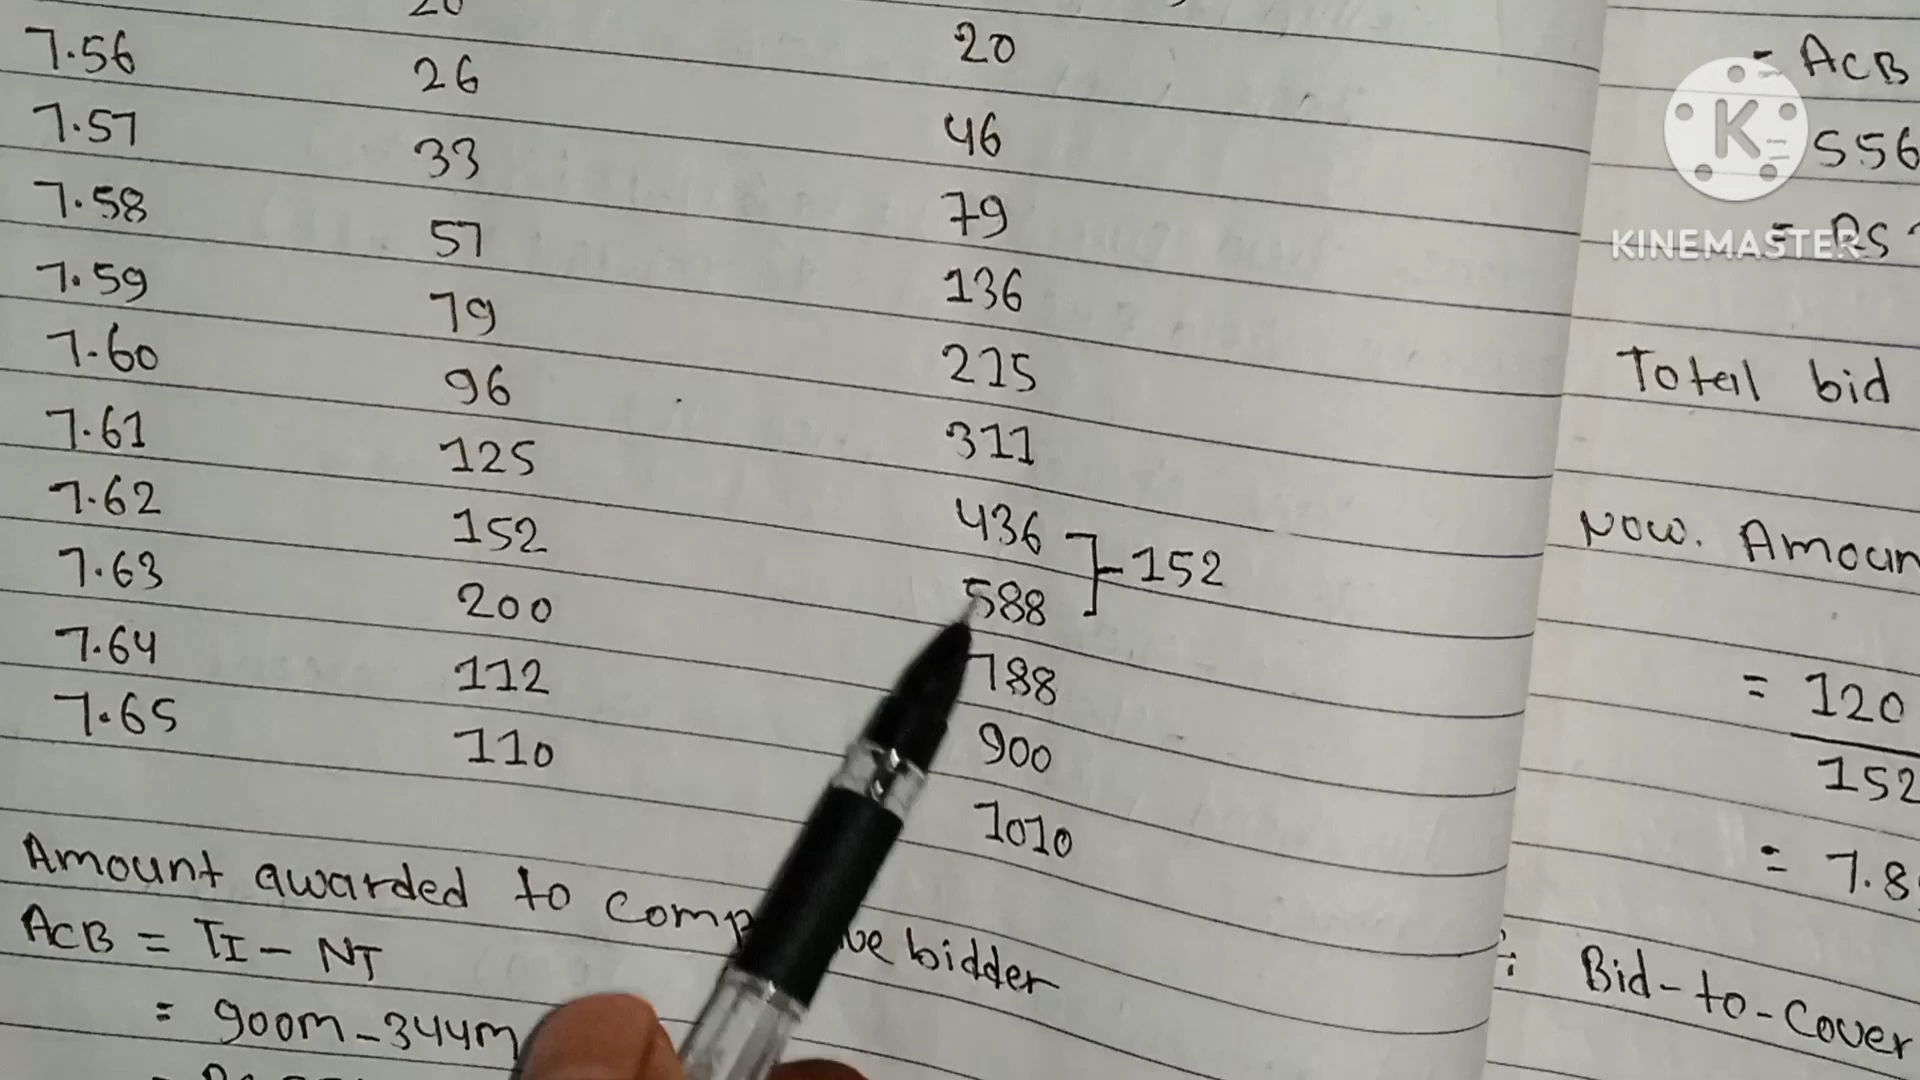 20
7.56 26 20
7.57 33 46
7.58 57 79
7.59 79 136
7.60 96 215
7.61 125 311
7.62 152 436
7.63 200 588 152
7.64 112 788
7.65 110 900
1010
Amount awarded to bidder
ACB = TI - NT
= 900m - 344m
= ACB
556
= Rs
KINEMASTER
Total bid
Now. Amoun
= 120
152
= 7.8
∴ Bid-to-Cover